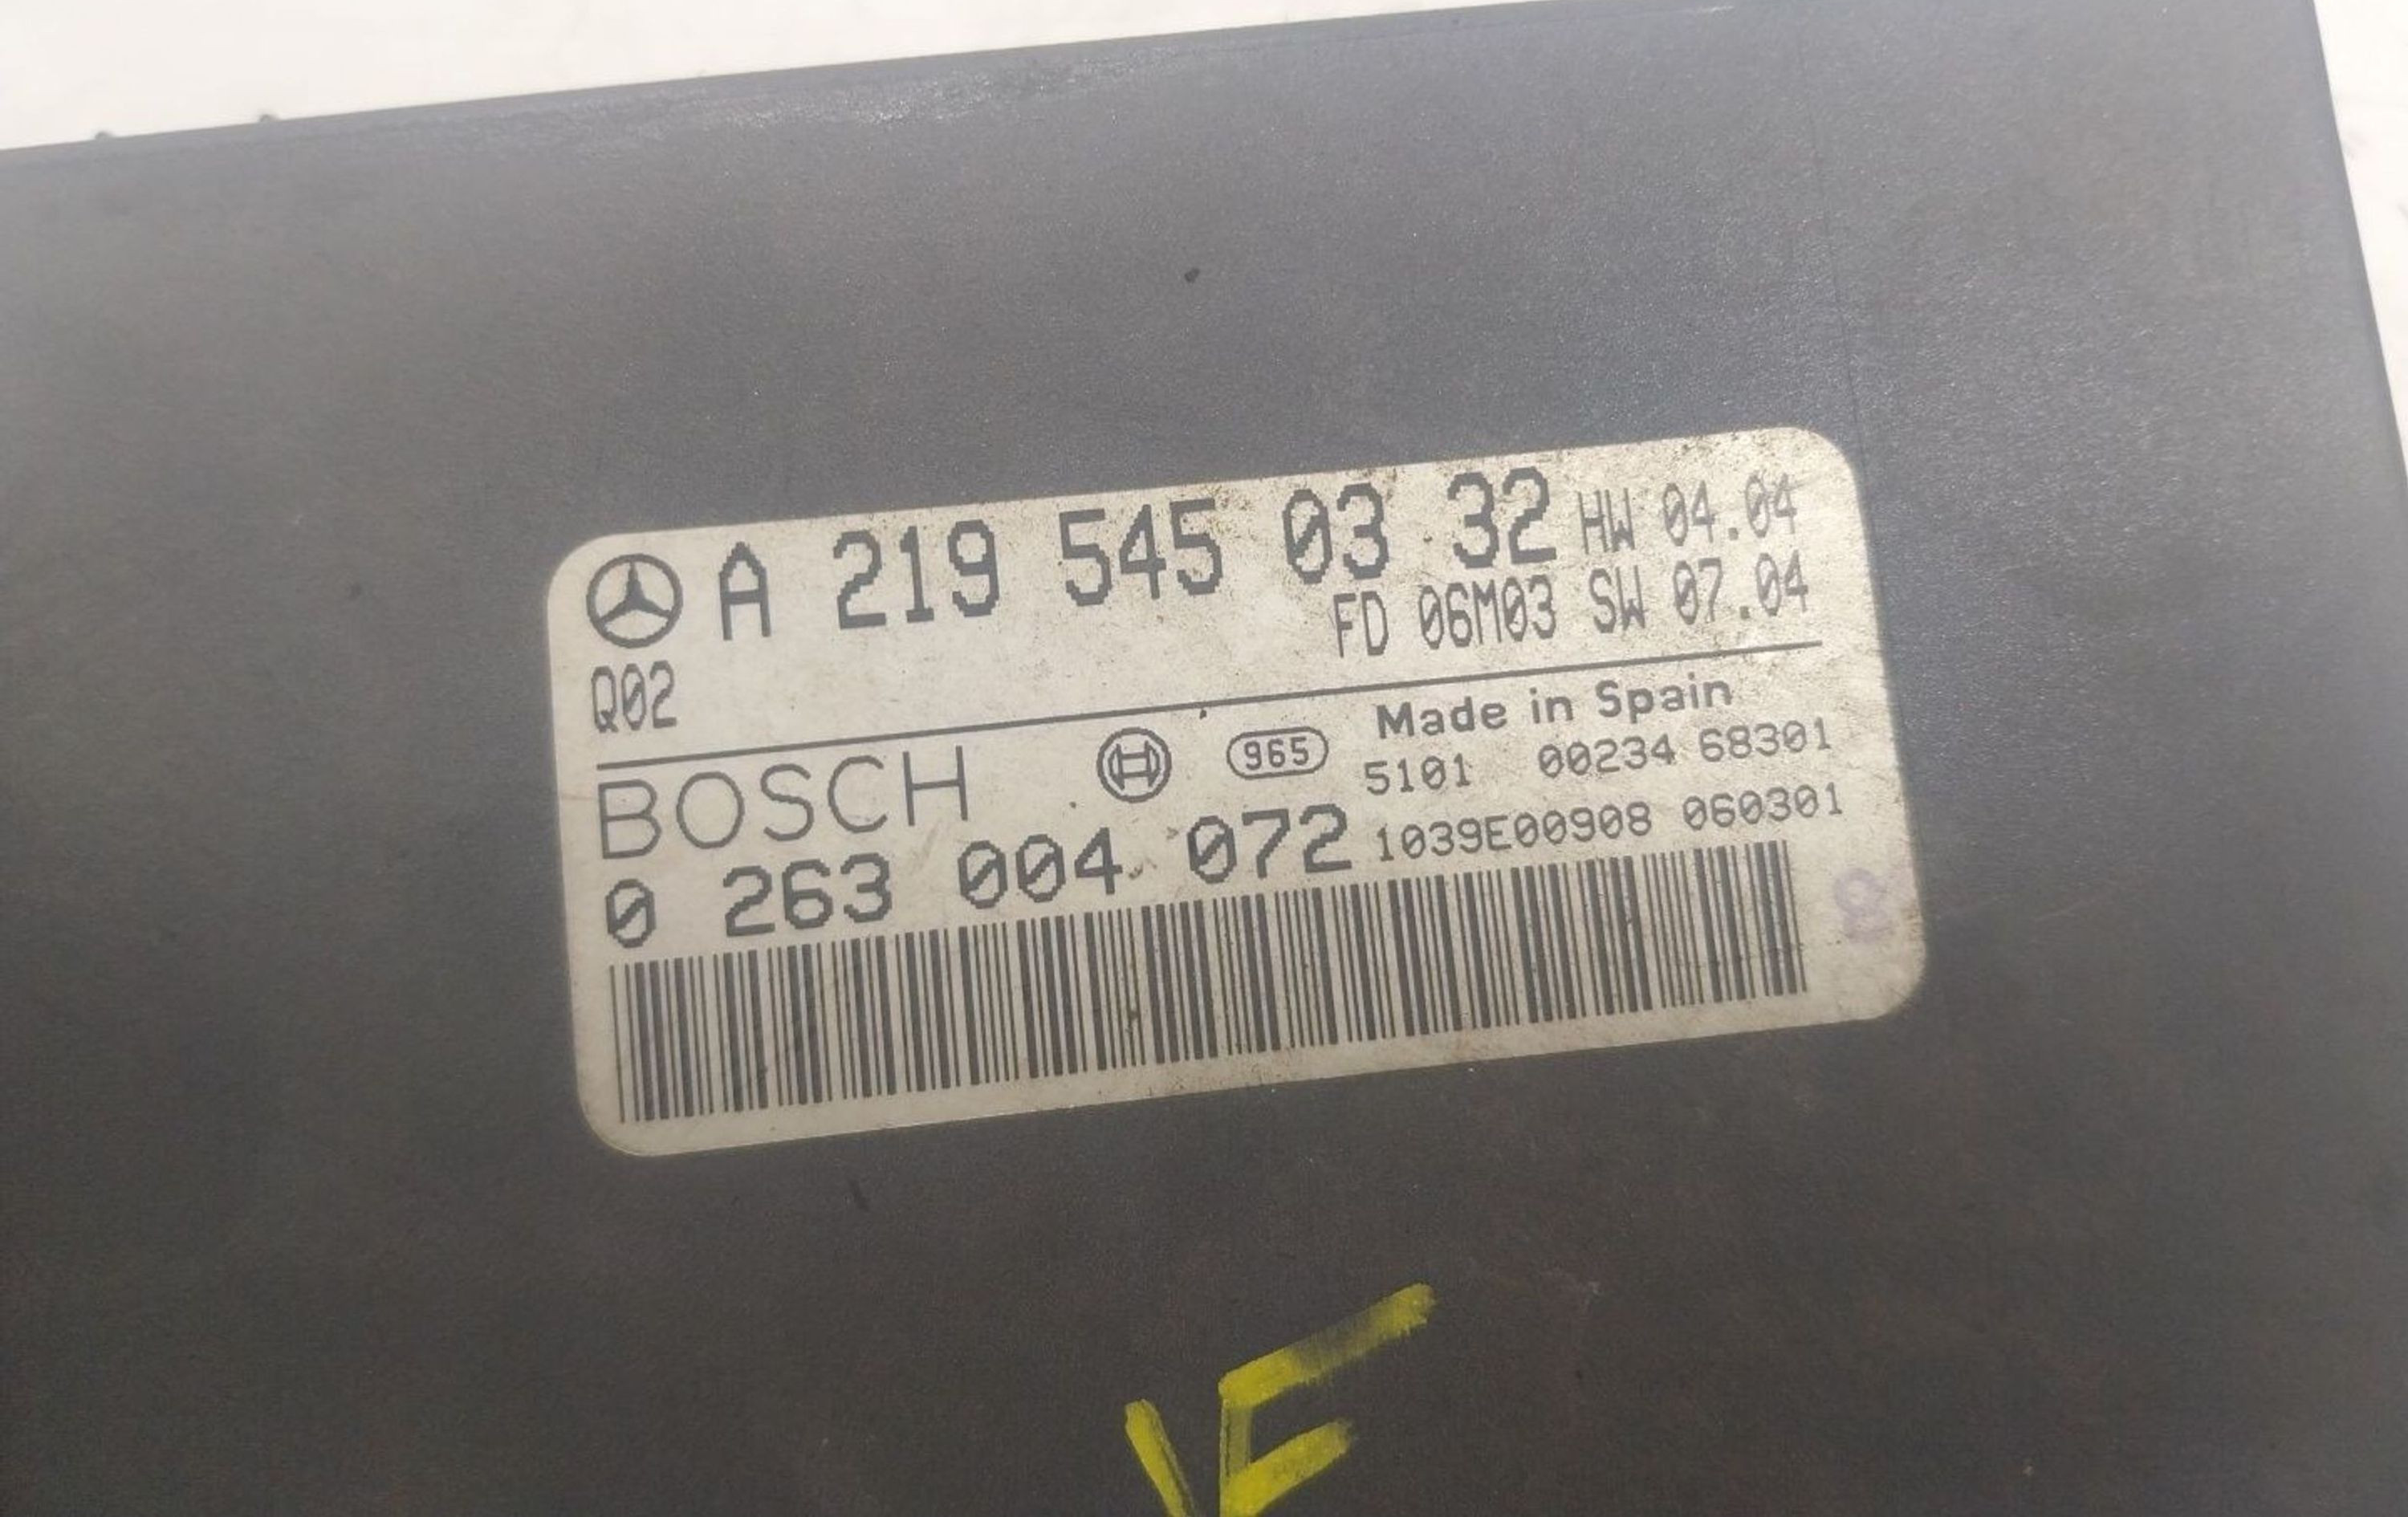 A 219 545 03 32 HW 04.04
FD 06M03 SW 07.04
Q02
BOSCH 965 Made in Spain
5101 00234 68301
0 263 004 072 1039E00908 060301
8